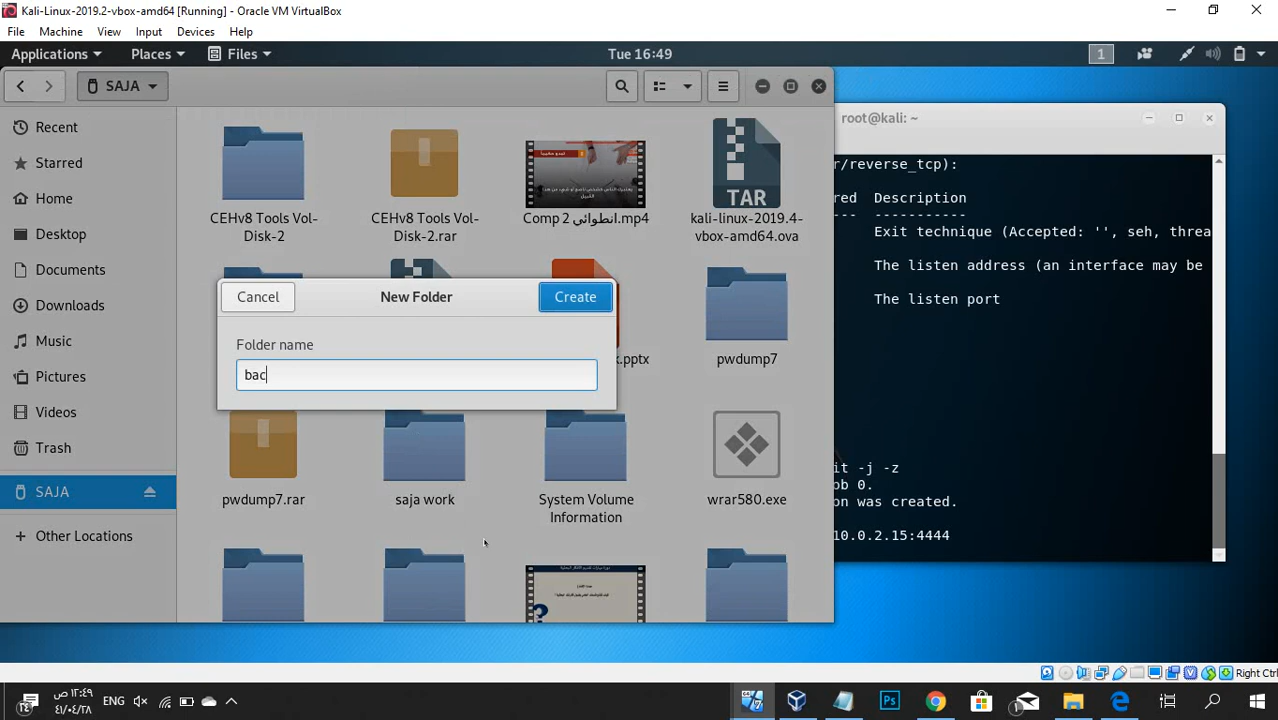 Kali-Linux-2019.2-vbox-amd64 [Running] - Oracle VM VirtualBox
File Machine View Input Devices Help
Applications Places Files Tue 16:49 1
SAJA
root@kali: ~
Recent
Starred
Home
Desktop
Documents
Downloads
Music
Pictures
Videos
Trash
SAJA
+ Other Locations
CEHv8 Tools Vol-
Disk-2
CEHv8 Tools Vol-
Disk-2.rar
Comp 2 انطوائي.mp4
TAR
kali-linux-2019.4-
vbox-amd64.ova
Cancel New Folder Create
Folder name
bac
k.pptx
pwdump7
pwdump7.rar
saja work
System Volume
Information
wrar580.exe
r/reverse_tcp):
red Description
--- -----------
Exit technique (Accepted: '', seh, threa
The listen address (an interface may be
The listen port
it -j -z
ob 0.
on was created.
10.0.2.15:4444
Right Ctrl
ENG
١٢:٤٩ ص